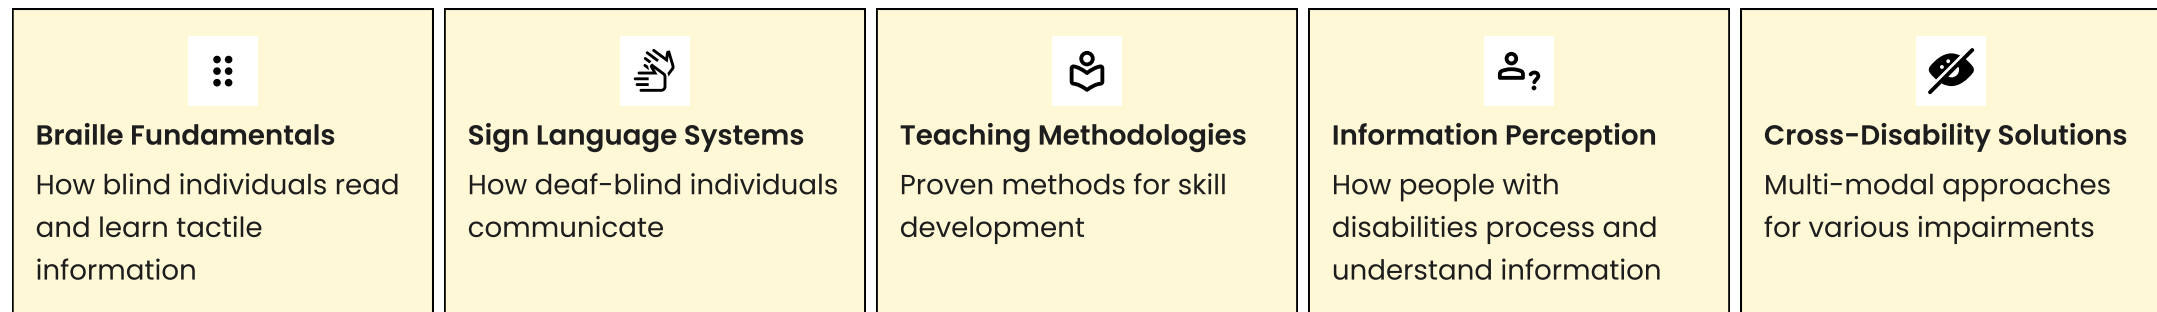 Braille Fundamentals
How blind individuals read
and learn tactile
information
Sign Language Systems
How deaf-blind individuals
communicate
Teaching Methodologies
Proven methods for skill
development
Information Perception
How people with
disabilities process and
understand information
Cross-Disability Solutions
Multi-modal approaches
for various impairments